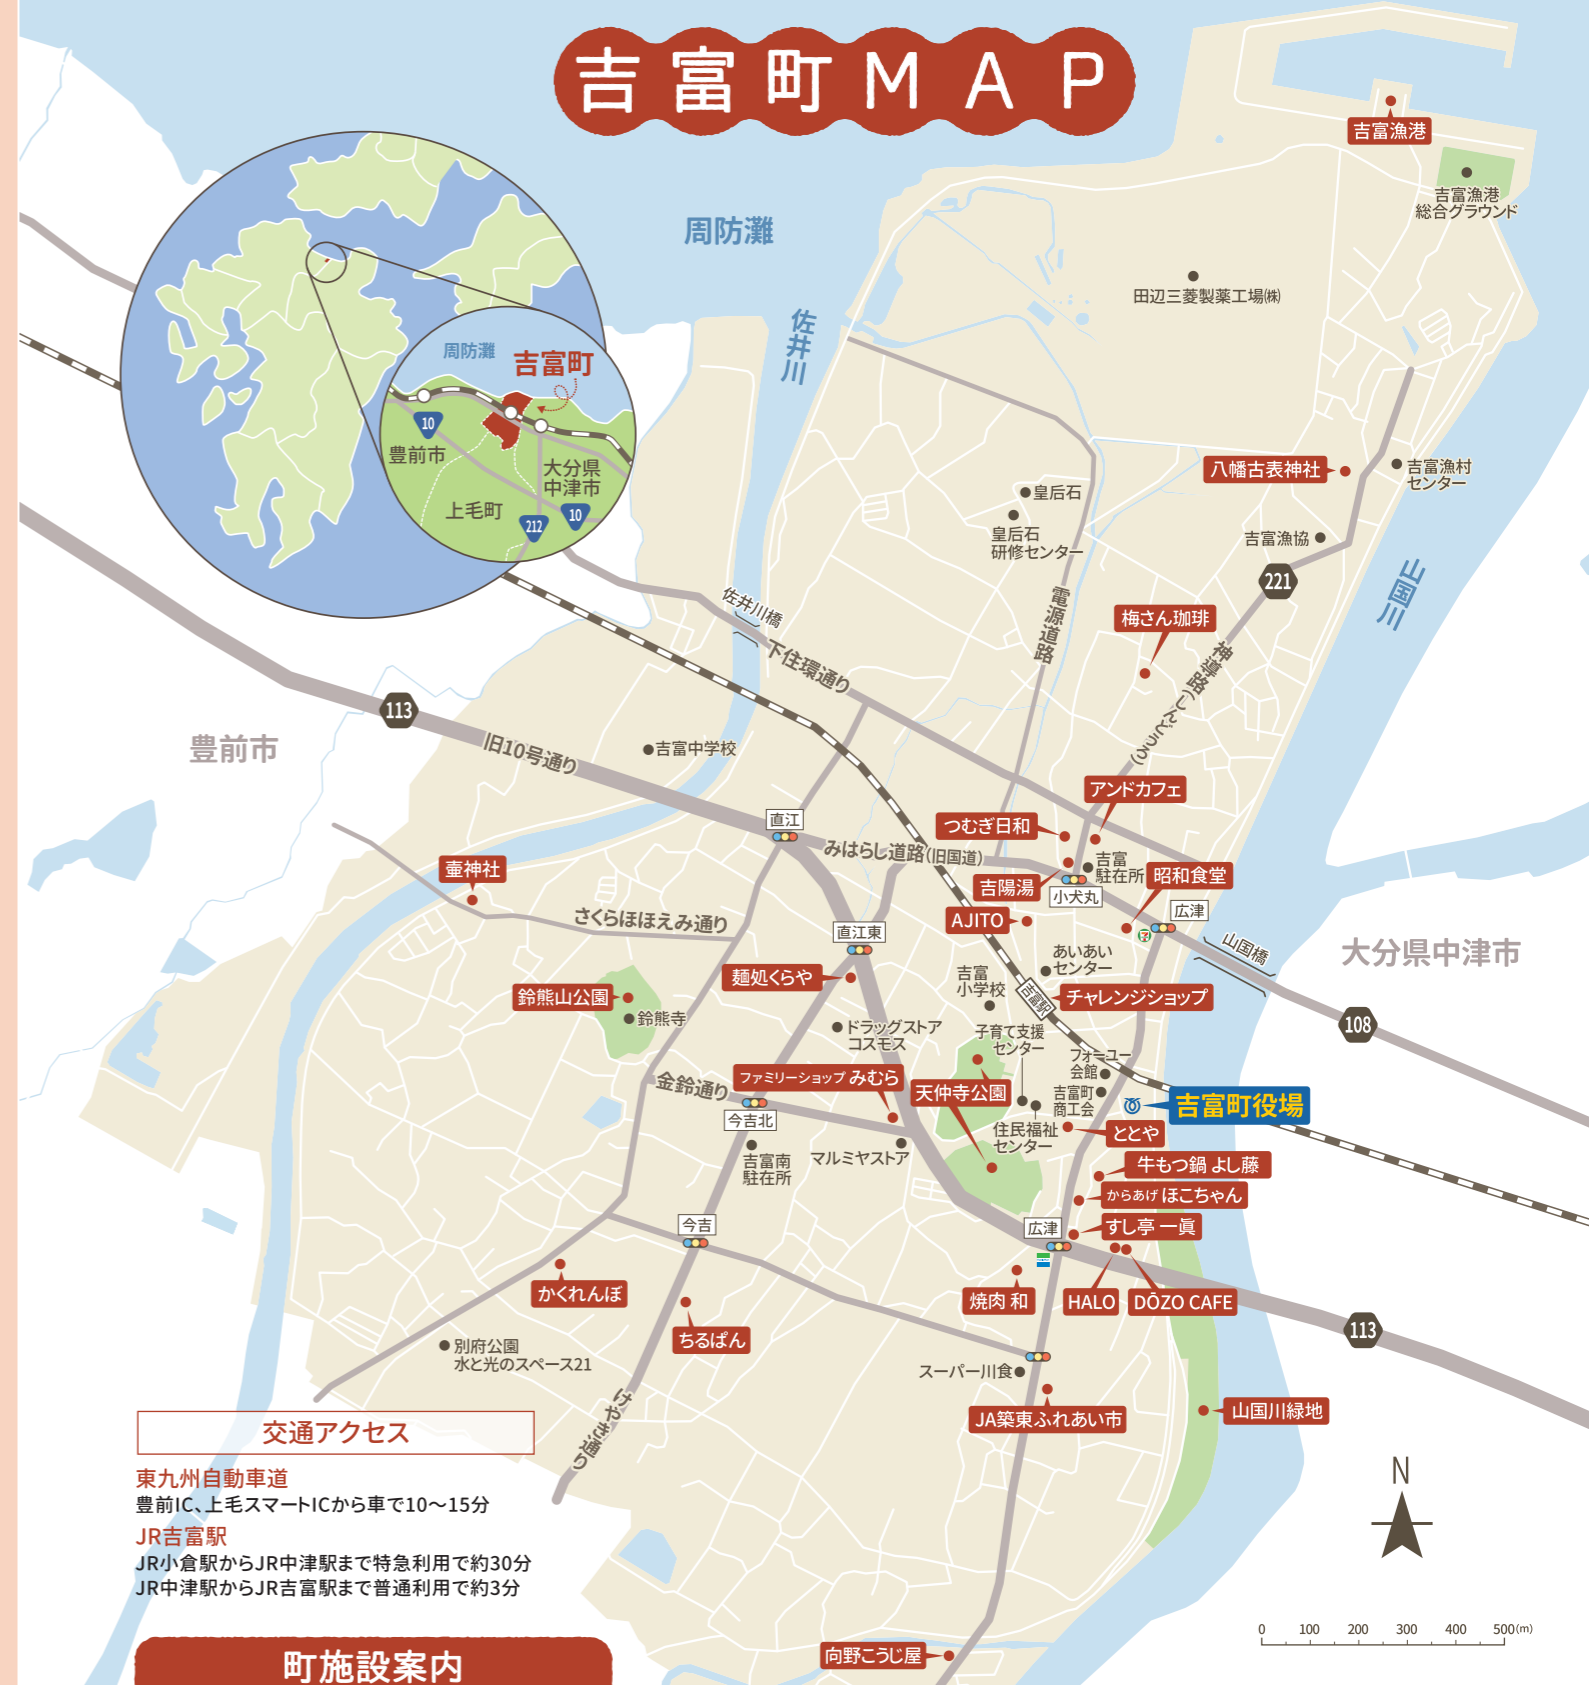 吉富町MAP
吉富漁港
吉富漁港
総合グラウンド
周防灘
田辺三菱製薬工場㈱
佐井川
周防灘
吉富町
10
豊前市
大分県
中津市
上毛町
212
10
八幡古表神社
吉富漁村
センター
皇后石
皇后石
研修センター
吉富漁協
221
山国川
佐井川橋
電源道路
梅さん珈琲
下住環通り
神導路(しんどうろ)
113
豊前市
旧10号通り
吉富中学校
アンドカフェ
直江
つむぎ日和
みはらし道路(旧国道)
吉富
駐在所
昭和食堂
壷神社
吉陽湯
小犬丸
広津
さくらほほえみ通り
AJITO
直江東
山国橋
大分県中津市
あいあい
センター
麺処くらや
吉富
小学校
鈴熊山公園
吉富駅
チャレンジショップ
鈴熊寺
ドラッグストア
コスモス
108
子育て支援
センター
フォーユー
会館
金鈴通り
ファミリーショップ みむら
天仲寺公園
吉富町
商工会
吉富町役場
今吉北
住民福祉
センター
ととや
吉富南
駐在所
マルミヤストア
牛もつ鍋 よし藤
からあげ ほこちゃん
今吉
広津
すし亭 一眞
かくれんぼ
焼肉 和
HALO
DŌZO CAFE
113
ちるぱん
別府公園
水と光のスペース21
スーパー川食
けやき通り
JA築東ふれあい市
山国川緑地
交通アクセス
東九州自動車道
豊前IC、上毛スマートICから車で10〜15分
JR吉富駅
JR小倉駅からJR中津駅まで特急利用で約30分
JR中津駅からJR吉富駅まで普通利用で約3分
N
0 100 200 300 400 500(m)
向野こうじ屋
町施設案内